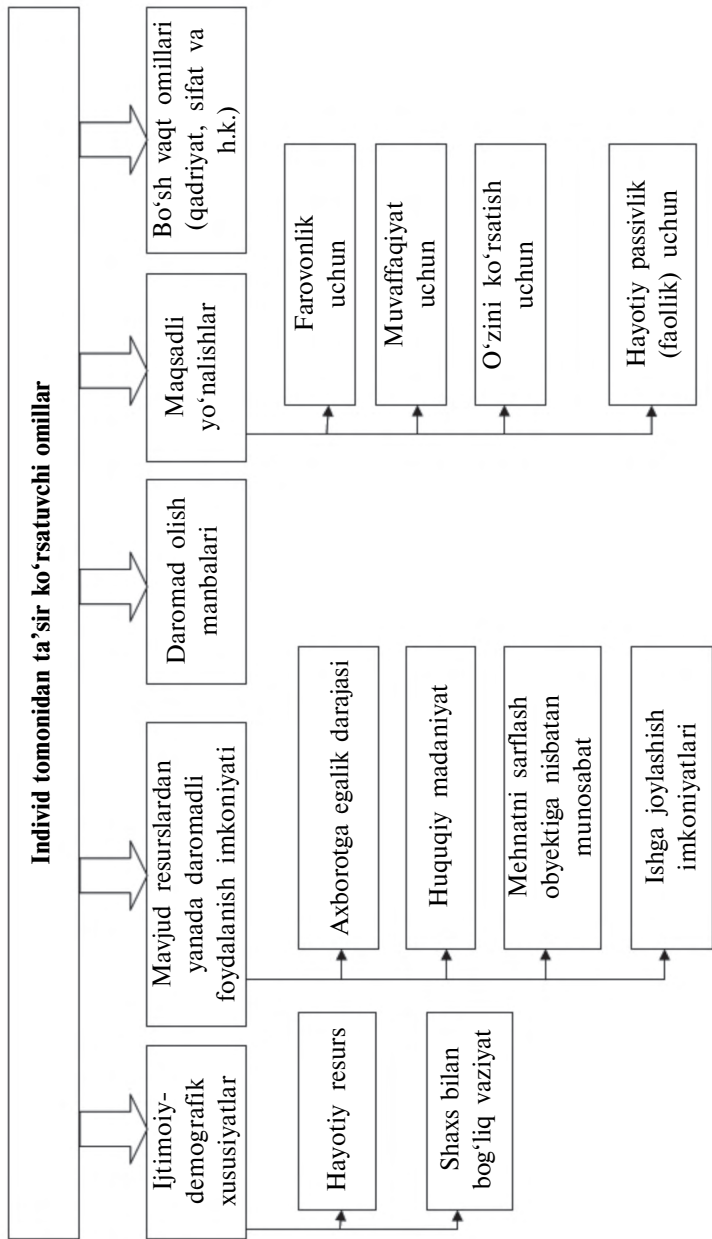 Individ tomonidan ta’sir ko‘rsatuvchi omillar
Ijtimoiy-
demografik
xususiyatlar
Mavjud resurslardan
yanada daromadli
foydalanish imkoniyati
Daromad olish
manbalari
Maqsadli
yo‘nalishlar
Bo‘sh vaqt omillari
(qadriyat, sifat va
h.k.)
Hayotiy resurs
Shaxs bilan
bog‘liq vaziyat
Axborotga egalik darajasi
Huquqiy madaniyat
Mehnatni sarflash
obyektiga nisbatan
munosabat
Ishga joylashish
imkoniyatlari
Farovonlik
uchun
Muvaffaqiyat
uchun
O‘zini ko‘rsatish
uchun
Hayotiy passivlik
(faollik) uchun